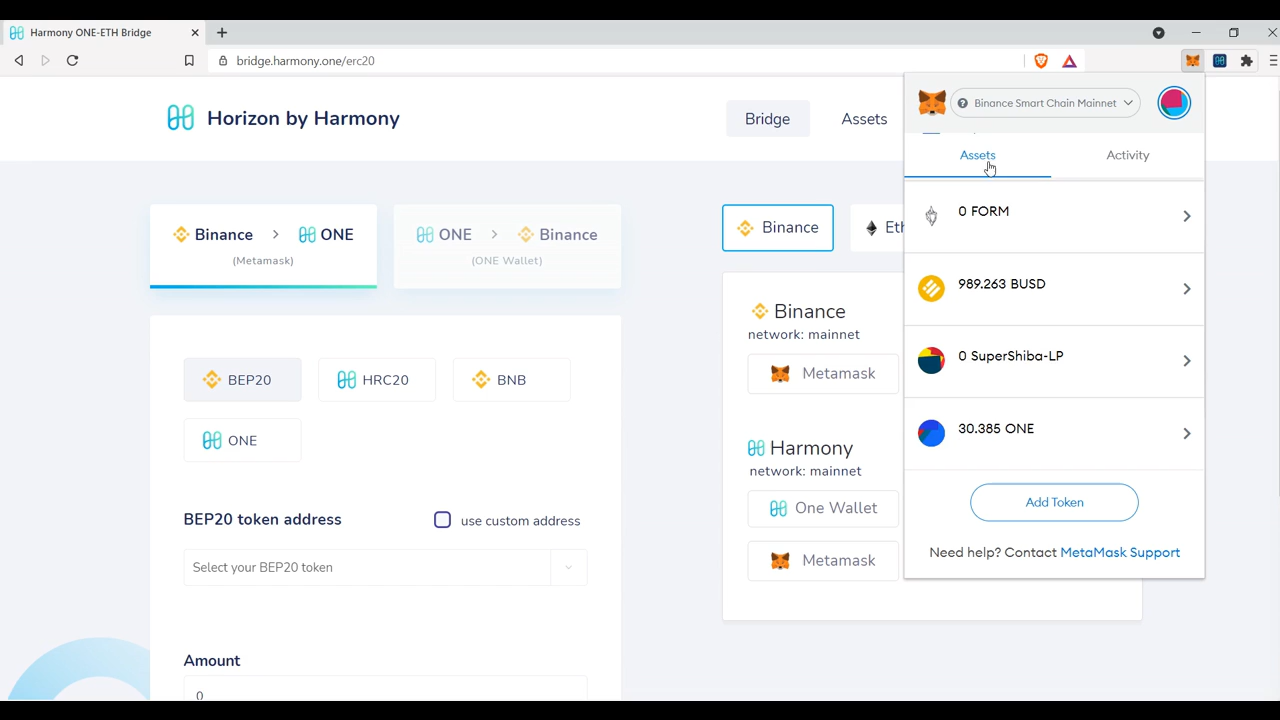 Harmony ONE-ETH Bridge
bridge.harmony.one/erc20
Horizon by Harmony
Bridge
Assets
Binance > ONE
(Metamask)
ONE > Binance
(ONE Wallet)
BEP20
HRC20
BNB
ONE
BEP20 token address
use custom address
Select your BEP20 token
Amount
0
Binance
Eth
Binance
network: mainnet
Metamask
Harmony
network: mainnet
One Wallet
Metamask
Binance Smart Chain Mainnet
Assets
Activity
0 FORM
989.263 BUSD
0 SuperShiba-LP
30.385 ONE
Add Token
Need help? Contact MetaMask Support